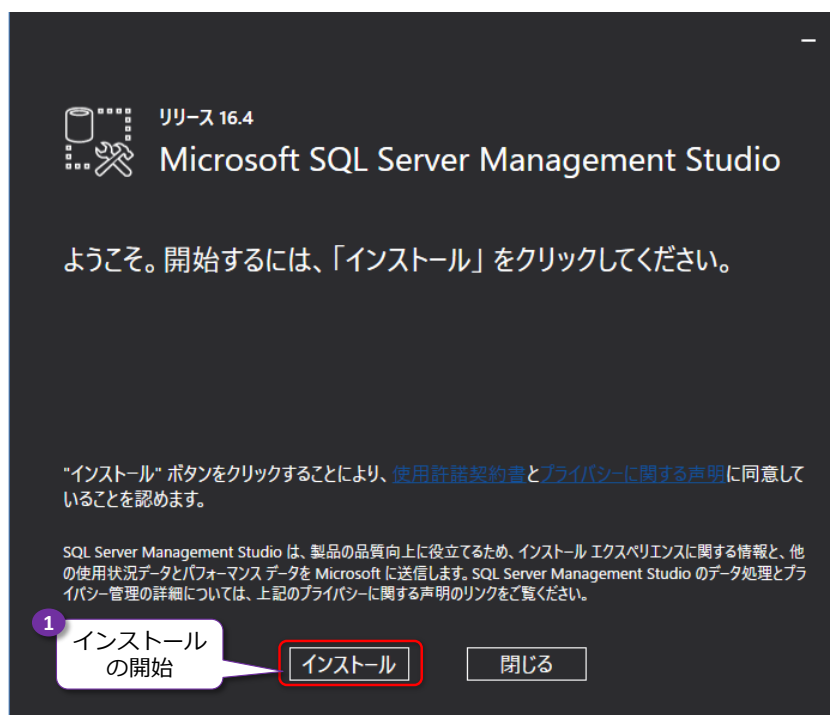 リリース 16.4
Microsoft SQL Server Management Studio
ようこそ。開始するには、「インストール」をクリックしてください。
"インストール" ボタンをクリックすることにより、使用許諾契約書とプライバシーに関する声明に同意して
いることを認めます。
SQL Server Management Studio は、製品の品質向上に役立てるため、インストール エクスペリエンスに関する情報と、他
の使用状況データとパフォーマンス データを Microsoft に送信します。SQL Server Management Studio のデータ処理とプラ
イバシー管理の詳細については、上記のプライバシーに関する声明のリンクをご覧ください。
1
インストール
の開始
インストール
閉じる